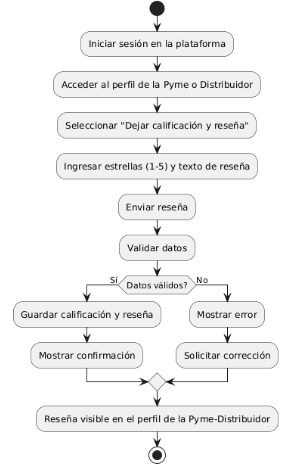 Iniciar sesión en la plataforma
Acceder al perfil de la Pyme o Distribuidor
Seleccionar "Dejar calificación y reseña"
Ingresar estrellas (1-5) y texto de reseña
Enviar reseña
Validar datos
Sí
Datos válidos?
No
Guardar calificación y reseña
Mostrar error
Mostrar confirmación
Solicitar corrección
Reseña visible en el perfil de la Pyme-Distribuidor